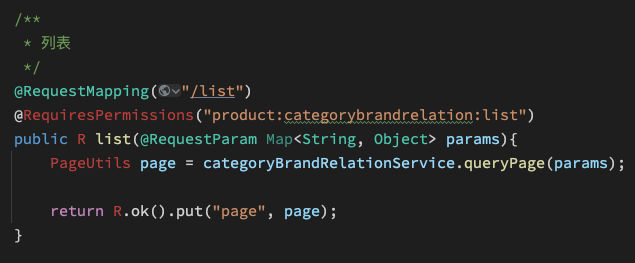 /**
 * 列表
 */
@RequestMapping("/list")
@RequiresPermissions("product:categorybrandrelation:list")
public R list(@RequestParam Map<String, Object> params){
    PageUtils page = categoryBrandRelationService.queryPage(params);

    return R.ok().put("page", page);
}